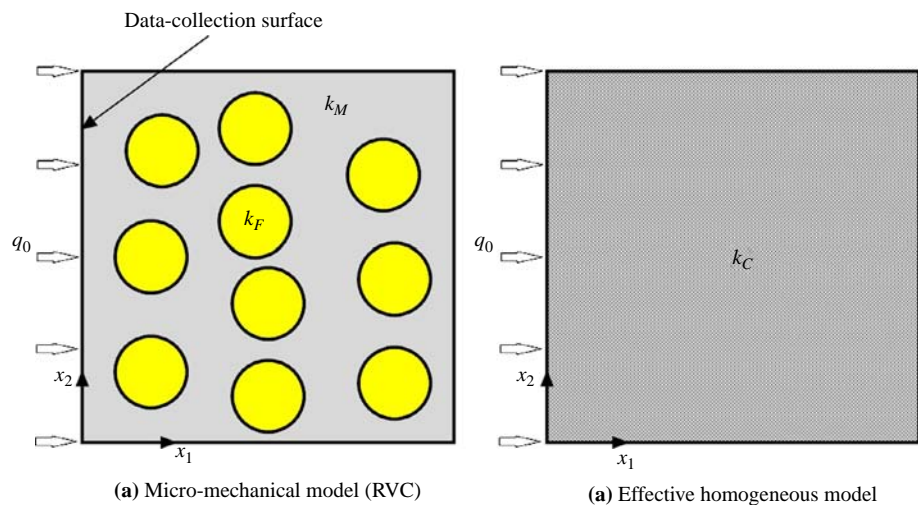 Data-collection surface
k_M
k_F
q_0
x_2
x_1
(a) Micro-mechanical model (RVC)
q_0
k_C
x_2
x_1
(a) Effective homogeneous model